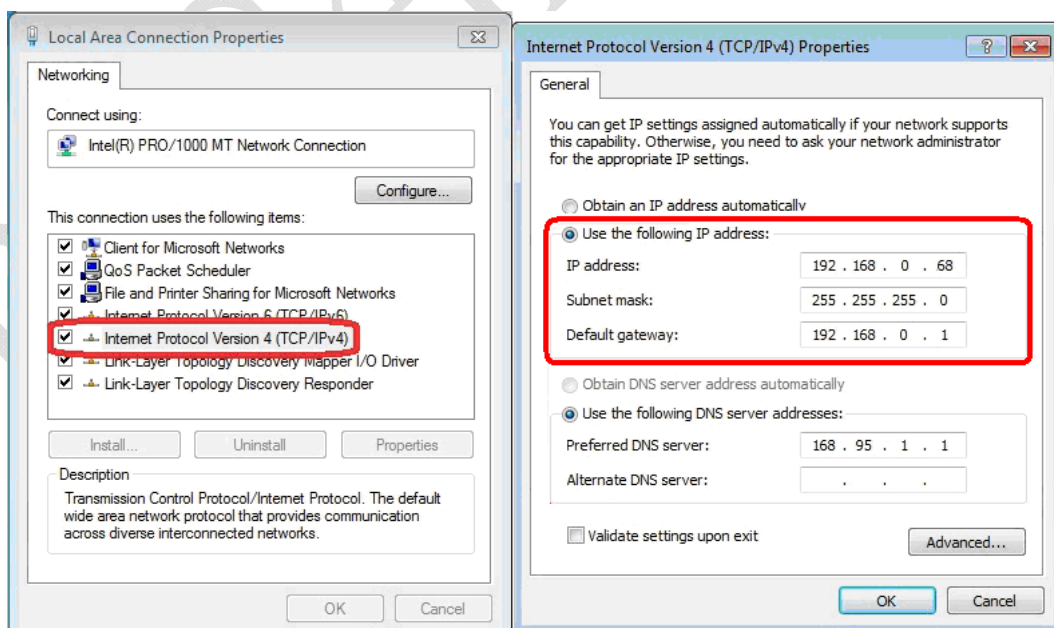 Local Area Connection Properties
Networking
Connect using:
Intel(R) PRO/1000 MT Network Connection
Configure...
This connection uses the following items:
Client for Microsoft Networks
QoS Packet Scheduler
File and Printer Sharing for Microsoft Networks
Internet Protocol Version 6 (TCP/IPv6)
Internet Protocol Version 4 (TCP/IPv4)
Link-Layer Topology Discovery Mapper I/O Driver
Link-Layer Topology Discovery Responder
Install... Uninstall Properties
Description
Transmission Control Protocol/Internet Protocol. The default
wide area network protocol that provides communication
across diverse interconnected networks.
OK Cancel
Internet Protocol Version 4 (TCP/IPv4) Properties
General
You can get IP settings assigned automatically if your network supports
this capability. Otherwise, you need to ask your network administrator
for the appropriate IP settings.
Obtain an IP address automatically
Use the following IP address:
IP address: 192 . 168 . 0 . 68
Subnet mask: 255 . 255 . 255 . 0
Default gateway: 192 . 168 . 0 . 1
Obtain DNS server address automatically
Use the following DNS server addresses:
Preferred DNS server: 168 . 95 . 1 . 1
Alternate DNS server: . . .
Validate settings upon exit
Advanced...
OK Cancel